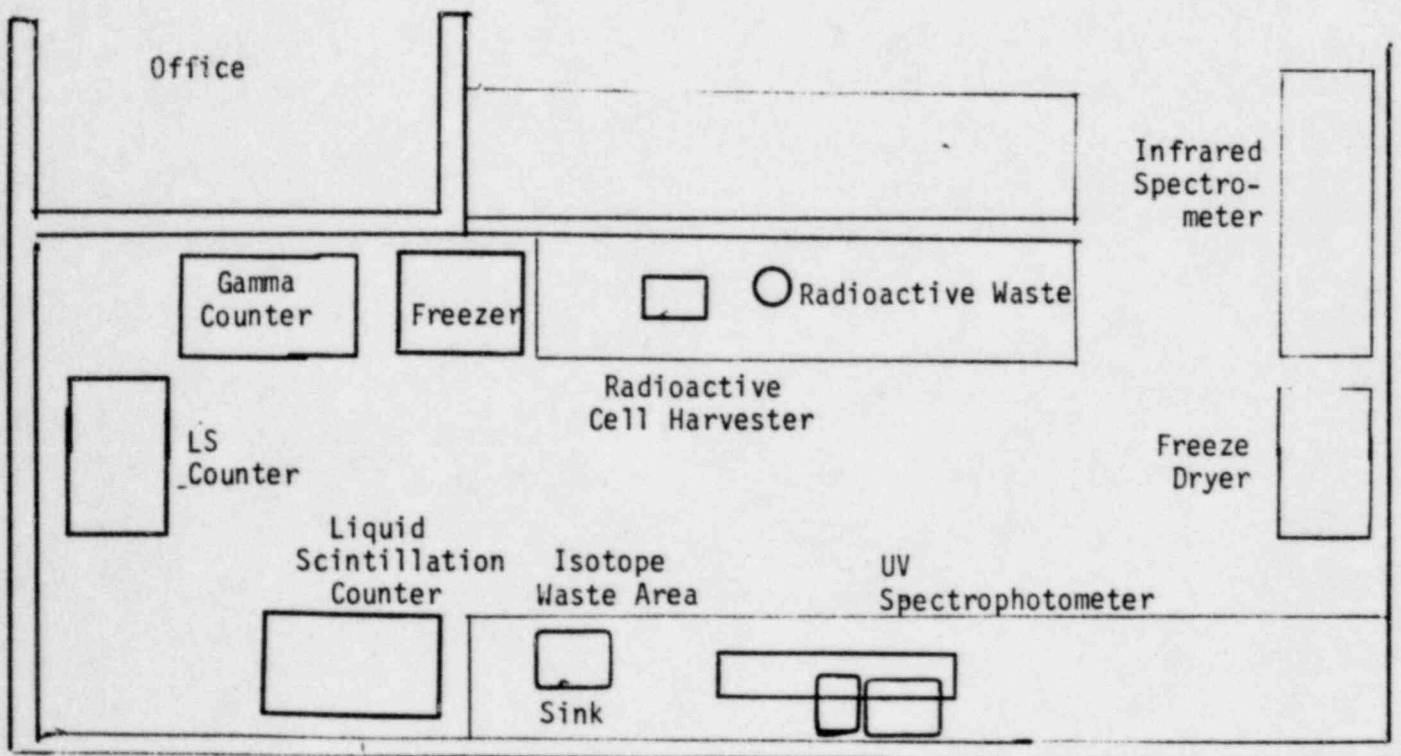 Office
Infrared
Spectro-
meter
Gamma
Counter
Freezer
Radioactive Waste
Radioactive
Cell Harvester
LS
Counter
Freeze
Dryer
Liquid
Scintillation
Counter
Isotope
Waste Area
UV
Spectrophotometer
Sink